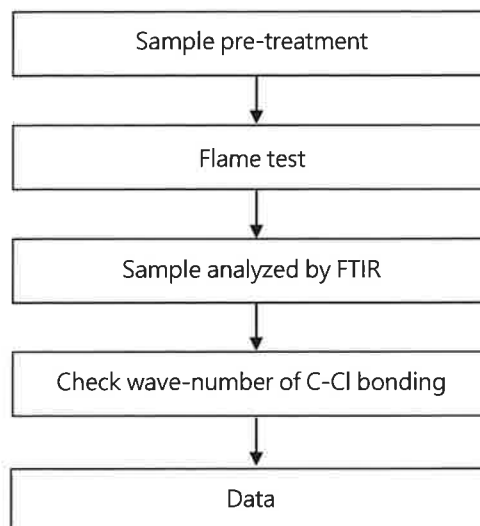 Sample pre-treatment
Flame test
Sample analyzed by FTIR
Check wave-number of C-Cl bonding
Data